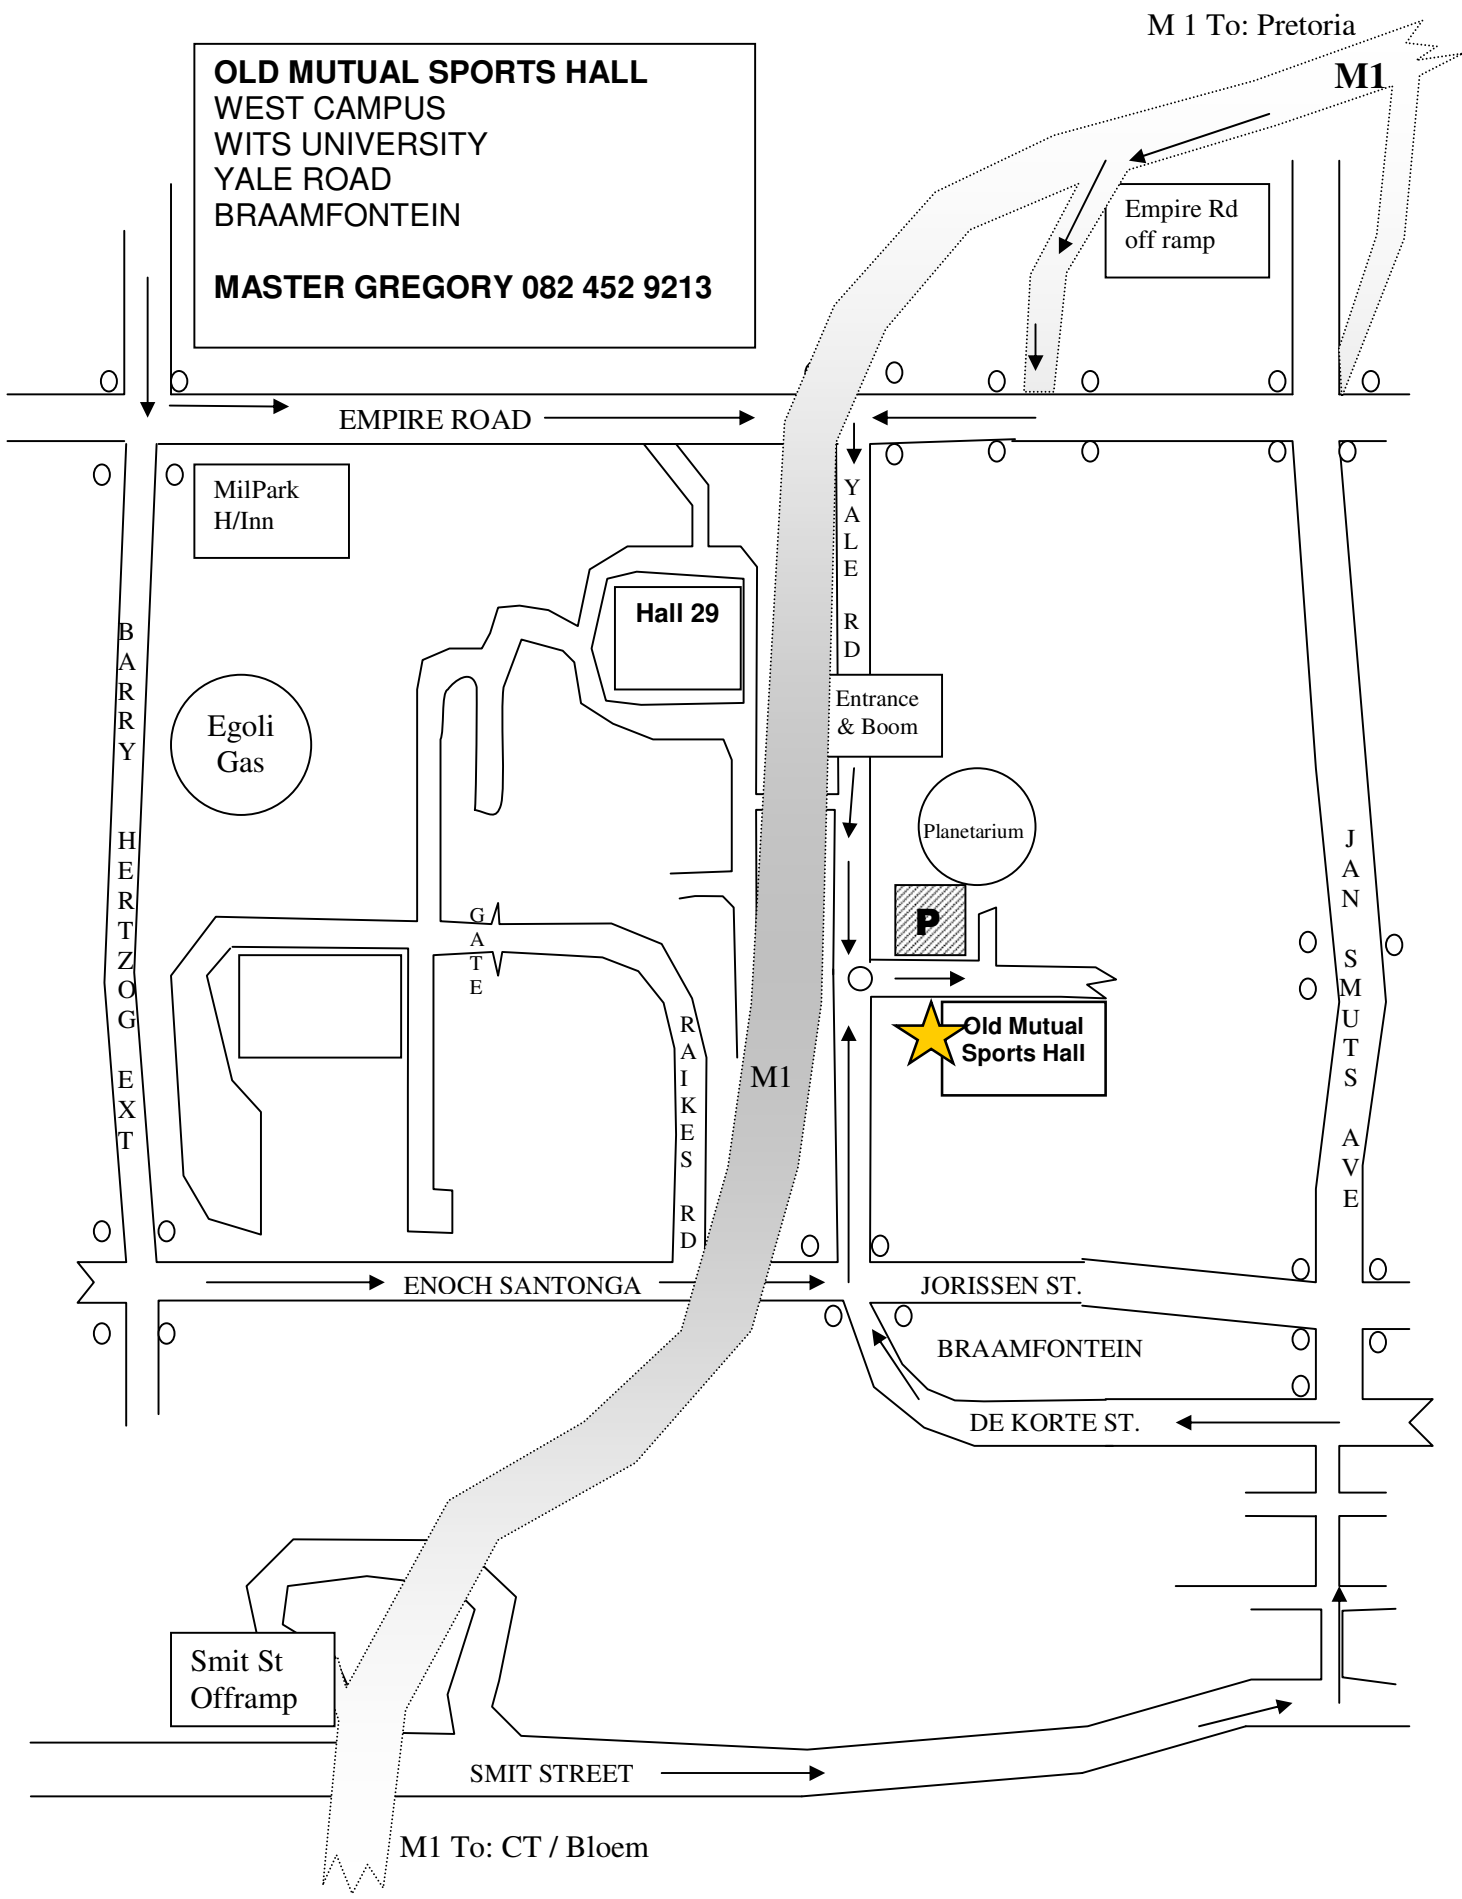 M 1 To: Pretoria
M1
OLD MUTUAL SPORTS HALL
WEST CAMPUS
WITS UNIVERSITY
YALE ROAD
BRAAMFONTEIN
MASTER GREGORY 082 452 9213
Empire Rd
off ramp
EMPIRE ROAD
MilPark
H/Inn
YALE RD
Hall 29
BARRY HERTZOG EXT
Egoli
Gas
Entrance
& Boom
Planetarium
JAN SMUTS AVE
GATE
P
RAIKES RD
Old Mutual
Sports Hall
M1
ENOCH SANTONGA
JORISSEN ST.
BRAAMFONTEIN
DE KORTE ST.
Smit St
Offramp
SMIT STREET
M1 To: CT / Bloem